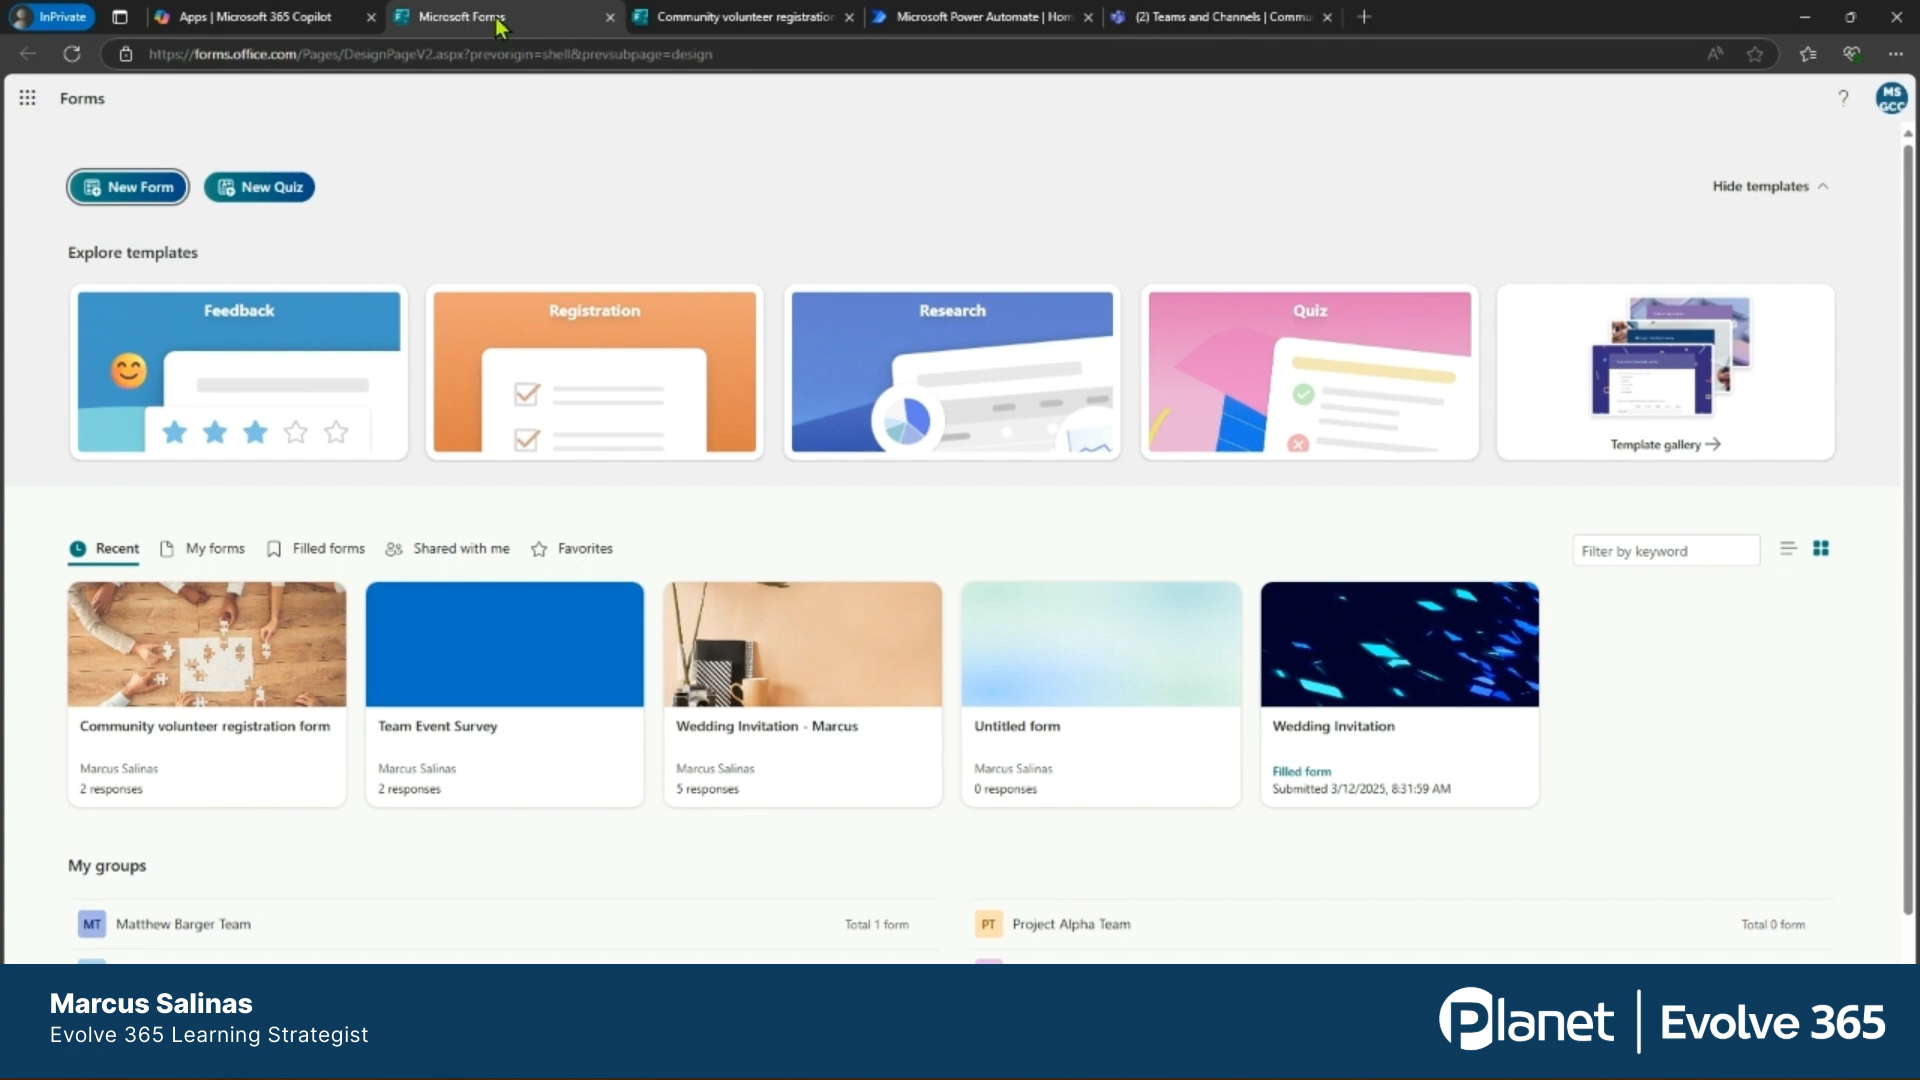 InPrivate
Apps | Microsoft 365 Copilot
Microsoft Forms
Community volunteer registration
Microsoft Power Automate | Hom
(2) Teams and Channels | Commu
https://forms.office.com/Pages/DesignPageV2.aspx?prevorigin=shell&prevsubpage=design
Forms
?
MS GCC
New Form
New Quiz
Hide templates
Explore templates
Feedback
Registration
Research
Quiz
Template gallery
Recent
My forms
Filled forms
Shared with me
Favorites
Filter by keyword
Community volunteer registration form
Marcus Salinas
2 responses
Team Event Survey
Marcus Salinas
2 responses
Wedding Invitation - Marcus
Marcus Salinas
5 responses
Untitled form
Marcus Salinas
0 responses
Wedding Invitation
Filled form
Submitted 3/12/2025, 8:31:59 AM
My groups
MT Matthew Barger Team
Total 1 form
PT Project Alpha Team
Total 0 form
Marcus Salinas
Evolve 365 Learning Strategist
Planet | Evolve 365